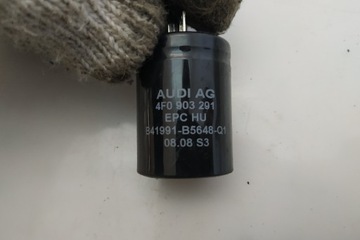 AUDI AG
4F0 903 291
EPC HU
B41991-B5648-Q1
08.08 S3